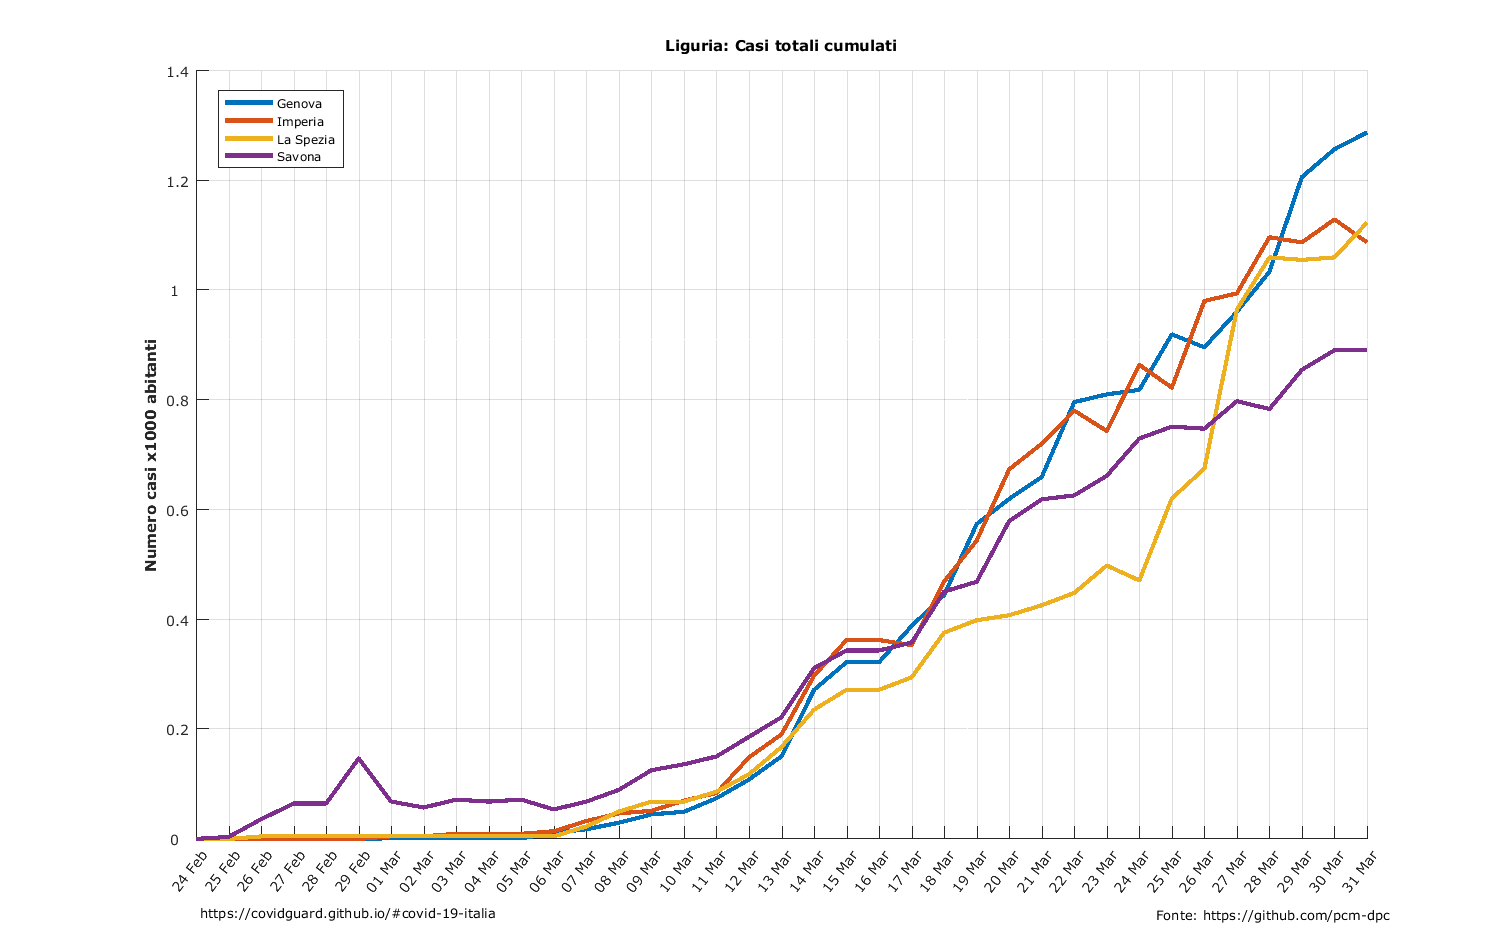 Liguria: Casi totali cumulati
Genova
Imperia
La Spezia
Savona
Numero casi x1000 abitanti
1.4
1.2
1
0.8
0.6
0.4
0.2
0
24 Feb
25 Feb
26 Feb
27 Feb
28 Feb
29 Feb
01 Mar
02 Mar
03 Mar
04 Mar
05 Mar
06 Mar
07 Mar
08 Mar
09 Mar
10 Mar
11 Mar
12 Mar
13 Mar
14 Mar
15 Mar
16 Mar
17 Mar
18 Mar
19 Mar
20 Mar
21 Mar
22 Mar
23 Mar
24 Mar
25 Mar
26 Mar
27 Mar
28 Mar
29 Mar
30 Mar
31 Mar
https://covidguard.github.io/#covid-19-italia
Fonte: https://github.com/pcm-dpc